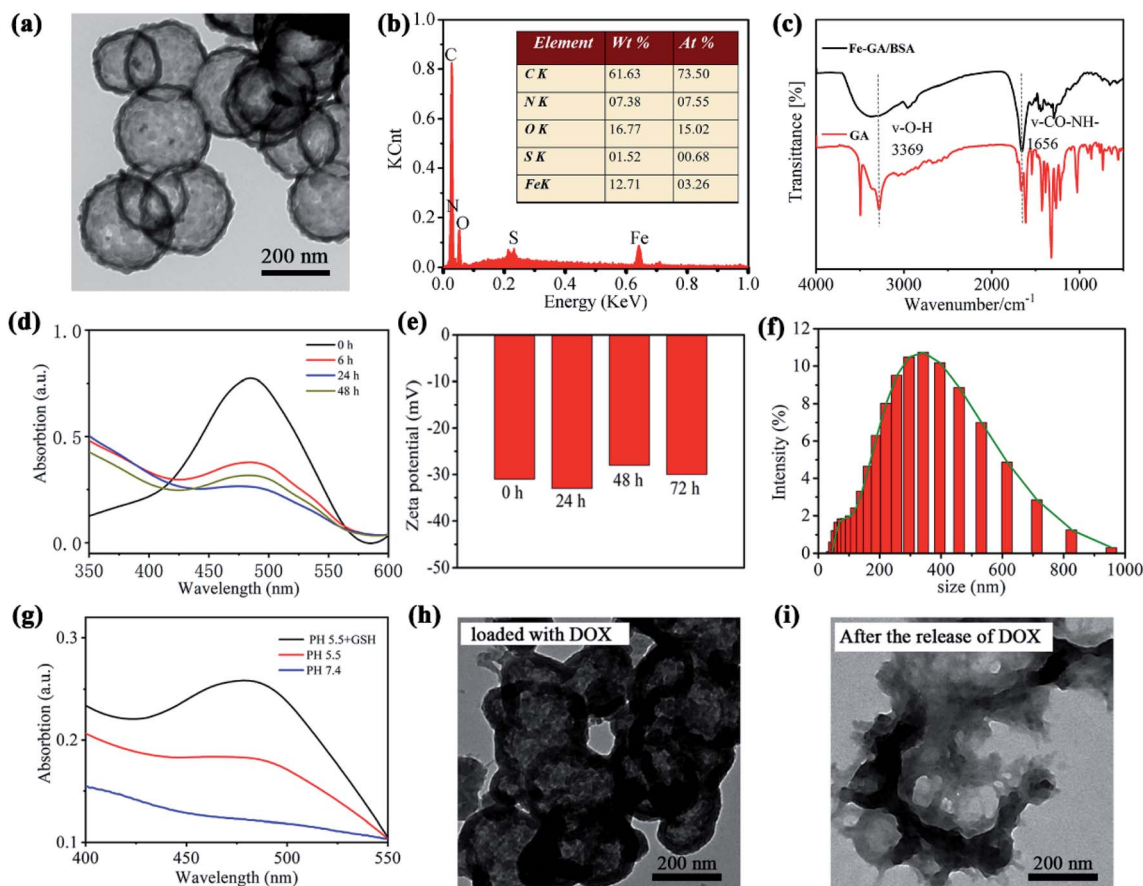 (a)
200 nm
(b)
KCnt
1.0
0.8
0.6
0.4
0.2
0.0
C
N
O
S
Fe
Element Wt % At %
C K 61.63 73.50
N K 07.38 07.55
O K 16.77 15.02
S K 01.52 00.68
FeK 12.71 03.26
0.0 0.2 0.4 0.6 0.8 1.0
Energy (KeV)
(c)
Transittance [%]
Fe-GA/BSA
ν-O-H
3369
ν-CO-NH-
1656
GA
4000 3000 2000 1000
Wavenumber/cm-1
(d)
Absorbtion (a.u.)
1.0
0.5
0.0
0 h
6 h
24 h
48 h
350 400 450 500 550 600
Wavelength (nm)
(e)
Zeta potential (mV)
0
-10
-20
-30
-40
-50
0 h
24 h
48 h
72 h
(f)
Intensity (%)
12
10
8
6
4
2
0
0 200 400 600 800 1000
size (nm)
(g)
Absorbtion (a.u.)
0.3
0.2
0.1
PH 5.5+GSH
PH 5.5
PH 7.4
400 450 500 550
Wavelength (nm)
(h)
loaded with DOX
200 nm
(i)
After the release of DOX
200 nm